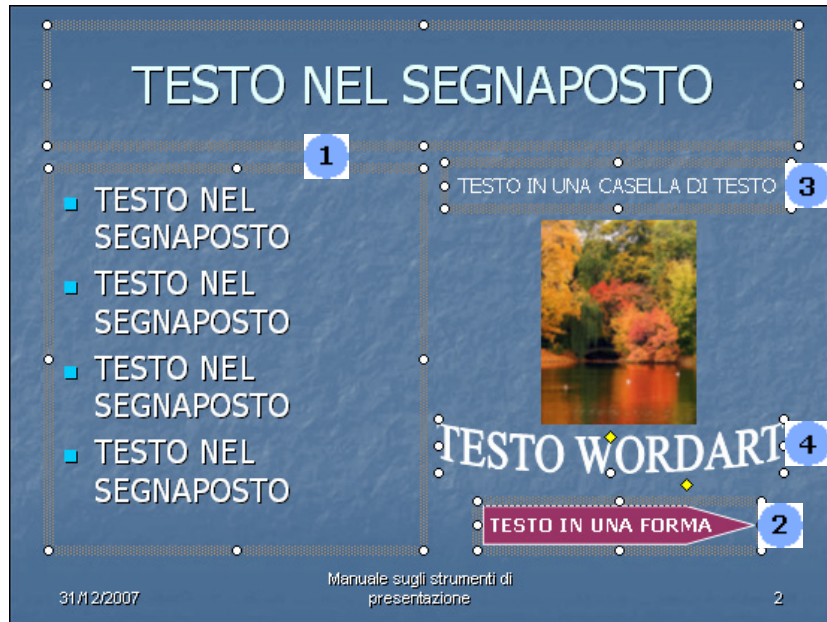 TESTO NEL SEGNAPOSTO
1
TESTO NEL
SEGNAPOSTO
TESTO NEL
SEGNAPOSTO
TESTO NEL
SEGNAPOSTO
TESTO NEL
SEGNAPOSTO
TESTO IN UNA CASELLA DI TESTO
3
TESTO WORDART
4
TESTO IN UNA FORMA
2
31/12/2007
Manuale sugli strumenti di
presentazione
2